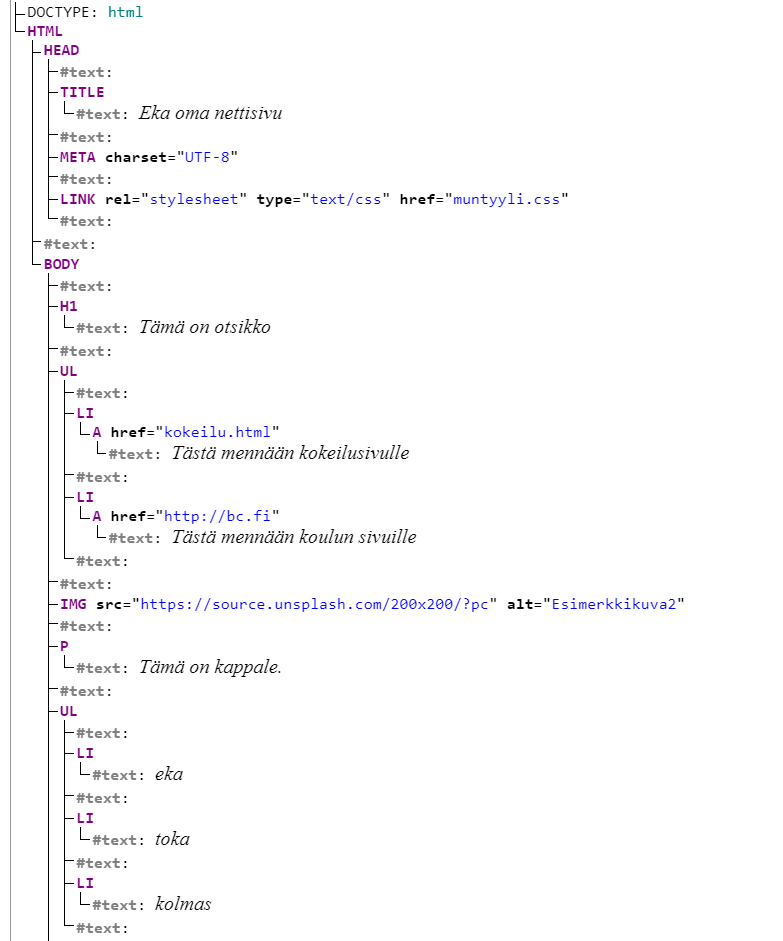 DOCTYPE: html
HTML
HEAD
#text:
TITLE
#text: Eka oma nettisivu
#text:
META charset="UTF-8"
#text:
LINK rel="stylesheet" type="text/css" href="muntyyli.css"
#text:
#text:
BODY
#text:
H1
#text: Tämä on otsikko
#text:
UL
#text:
LI
A href="kokeilu.html"
#text: Tästä mennään kokeilusivulle
#text:
LI
A href="http://bc.fi"
#text: Tästä mennään koulun sivuille
#text:
#text:
IMG src="https://source.unsplash.com/200x200/?pc" alt="Esimerkkikuva2"
#text:
P
#text: Tämä on kappale.
#text:
UL
#text:
LI
#text: eka
#text:
LI
#text: toka
#text:
LI
#text: kolmas
#text: